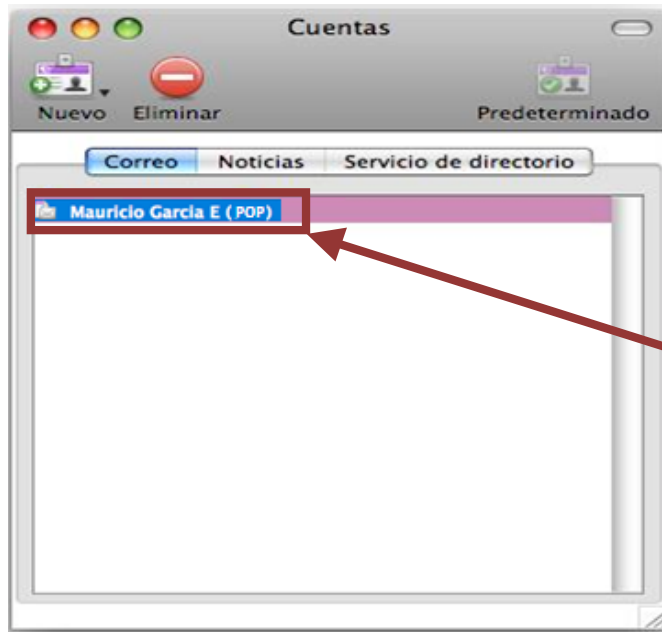 Cuentas
Nuevo Eliminar Predeterminado
Correo Noticias Servicio de directorio
Mauricio Garcia E (POP)